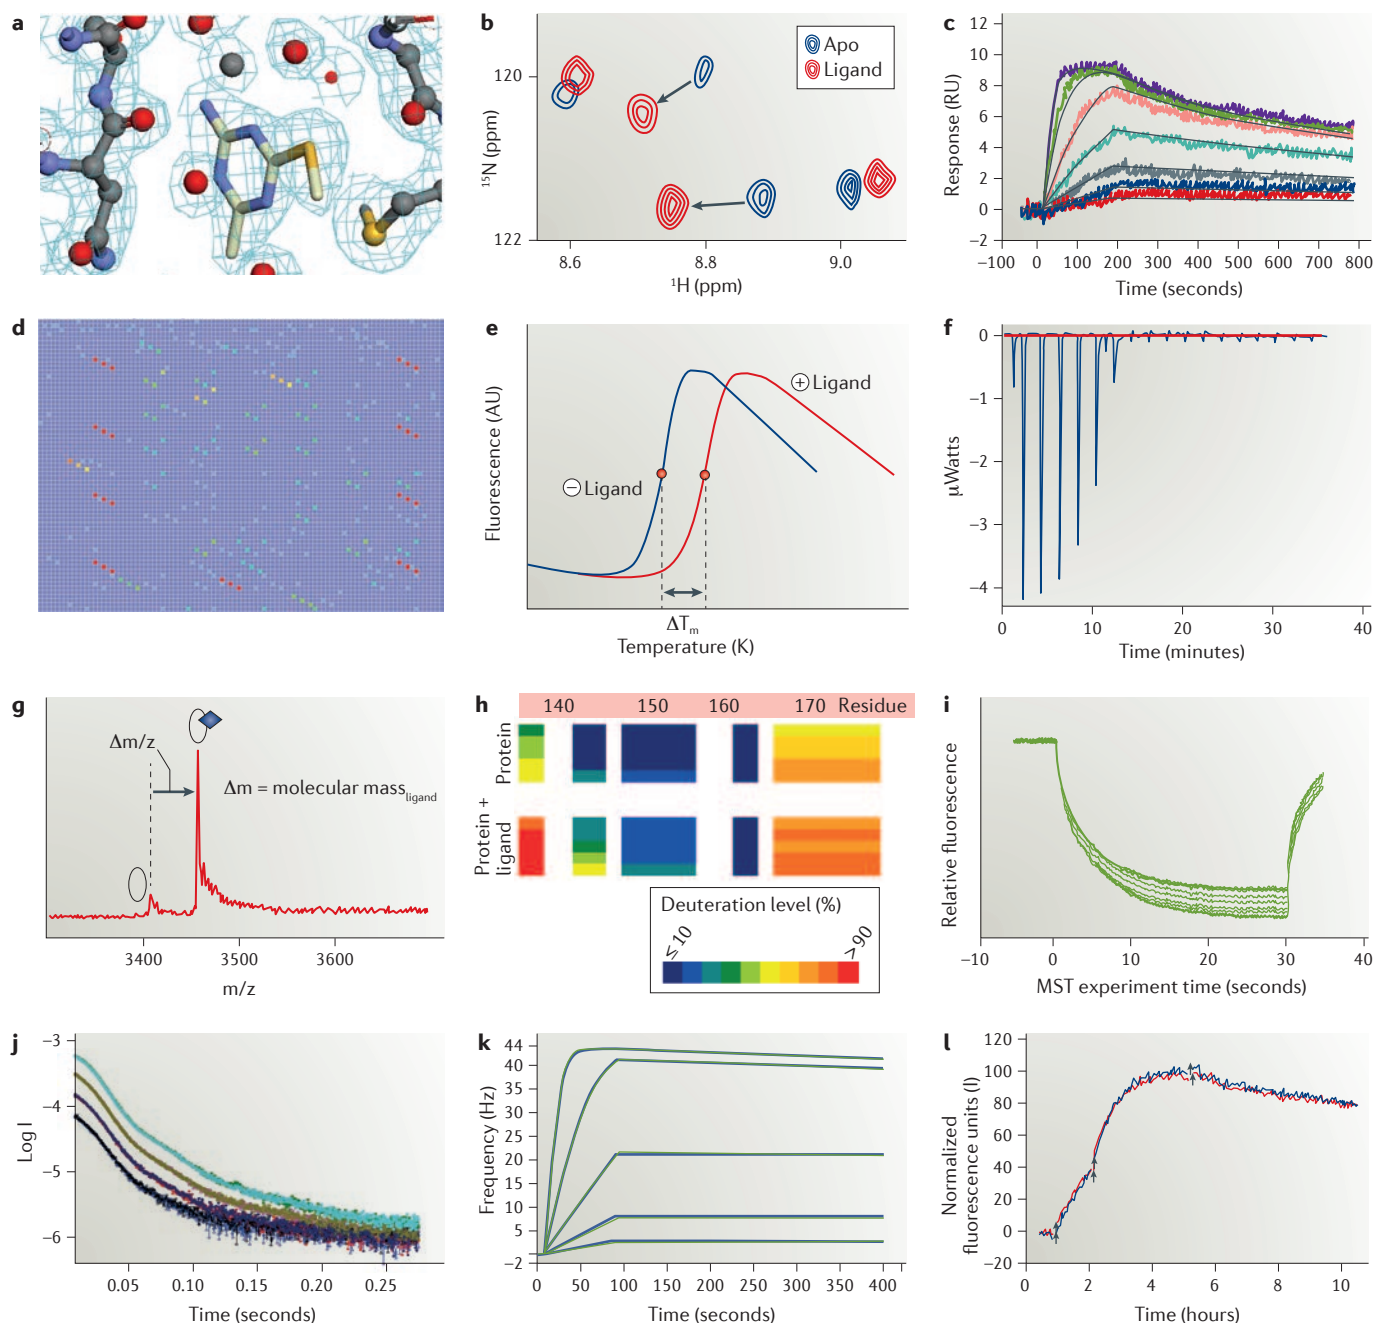 a
b
Apo
Ligand
120
122
¹⁵N (ppm)
8.6
8.8
9.0
¹H (ppm)
c
12
10
8
6
4
2
0
−2
Response (RU)
−100
0
100
200
300
400
500
600
700
800
Time (seconds)
d
e
Fluorescence (AU)
− Ligand
+ Ligand
ΔTₘ
Temperature (K)
f
0
−1
−2
−3
−4
μWatts
0
10
20
30
40
Time (minutes)
g
Δm/z
Δm = molecular mass ligand
3400
3500
3600
m/z
h
140 150 160 170 Residue
Protein
Protein +
ligand
Deuteration level (%)
≤ 10
> 90
i
Relative fluorescence
−10
0
10
20
30
40
MST experiment time (seconds)
j
−3
−4
−5
−6
Log I
0.05
0.10
0.15
0.20
0.25
Time (seconds)
k
44
40
35
30
25
20
15
10
5
−2
Frequency (Hz)
0
50
100
150
200
250
300
350
400
Time (seconds)
l
120
100
80
60
40
20
0
−20
Normalized
fluorescence units (I)
0
2
4
6
8
10
Time (hours)